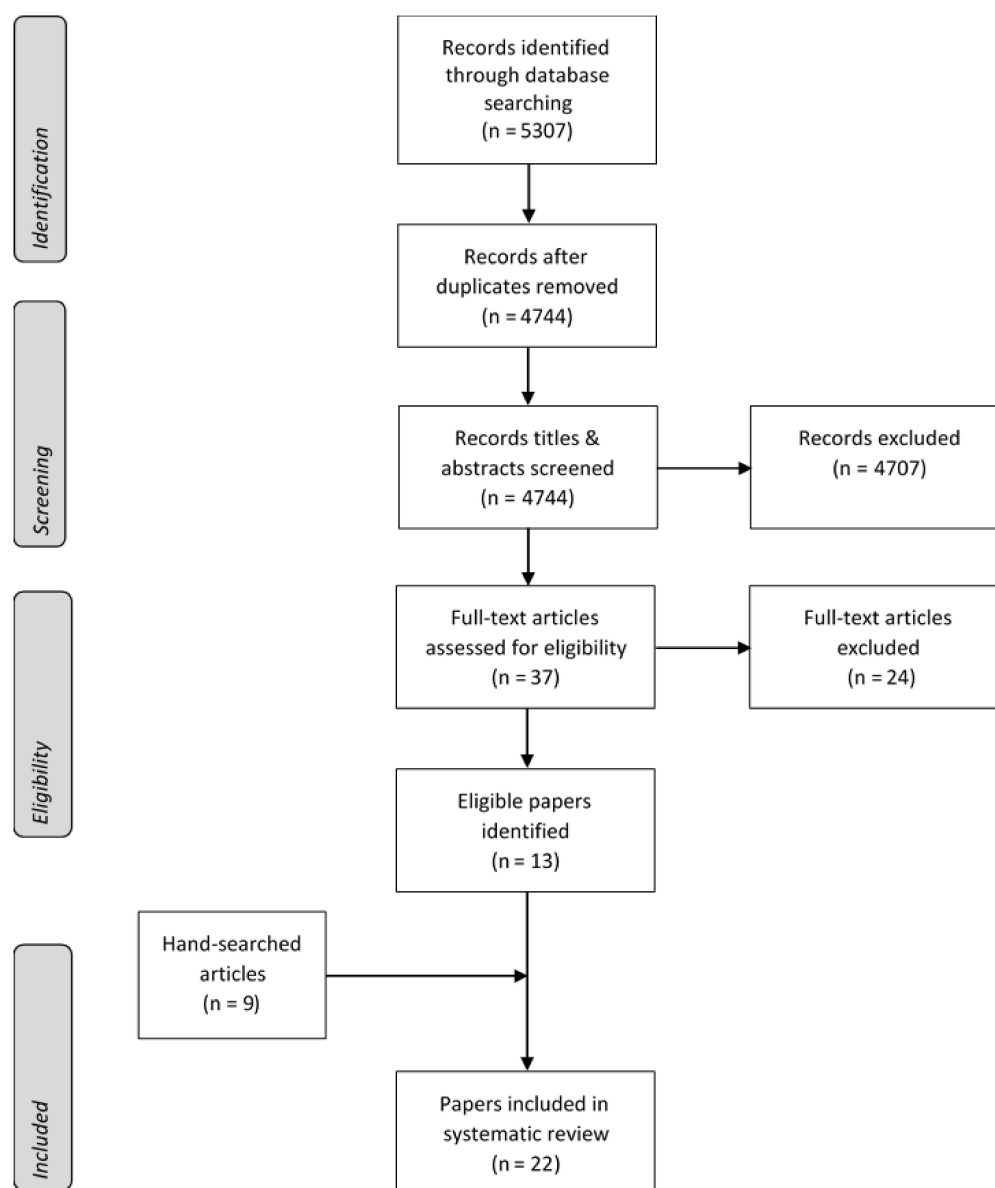 Identification
Records identified
through database
searching
(n = 5307)
Records after
duplicates removed
(n = 4744)
Screening
Records titles &
abstracts screened
(n = 4744)
Records excluded
(n = 4707)
Eligibility
Full-text articles
assessed for eligibility
(n = 37)
Full-text articles
excluded
(n = 24)
Eligible papers
identified
(n = 13)
Included
Hand-searched
articles
(n = 9)
Papers included in
systematic review
(n = 22)